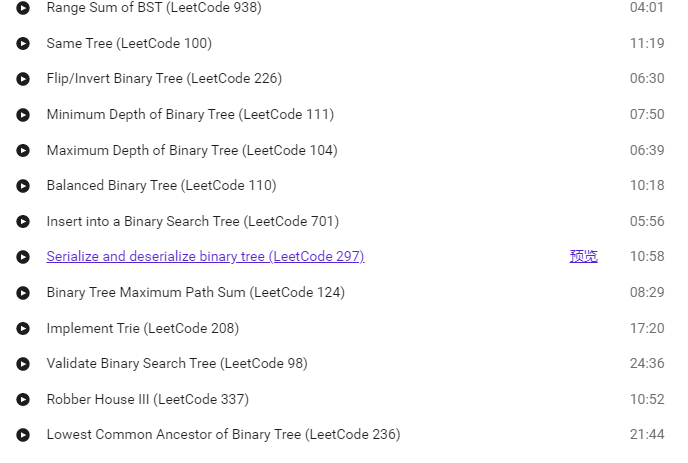 Range Sum of BST (LeetCode 938) 04:01
Same Tree (LeetCode 100) 11:19
Flip/Invert Binary Tree (LeetCode 226) 06:30
Minimum Depth of Binary Tree (LeetCode 111) 07:50
Maximum Depth of Binary Tree (LeetCode 104) 06:39
Balanced Binary Tree (LeetCode 110) 10:18
Insert into a Binary Search Tree (LeetCode 701) 05:56
Serialize and deserialize binary tree (LeetCode 297) 预览 10:58
Binary Tree Maximum Path Sum (LeetCode 124) 08:29
Implement Trie (LeetCode 208) 17:20
Validate Binary Search Tree (LeetCode 98) 24:36
Robber House III (LeetCode 337) 10:52
Lowest Common Ancestor of Binary Tree (LeetCode 236) 21:44